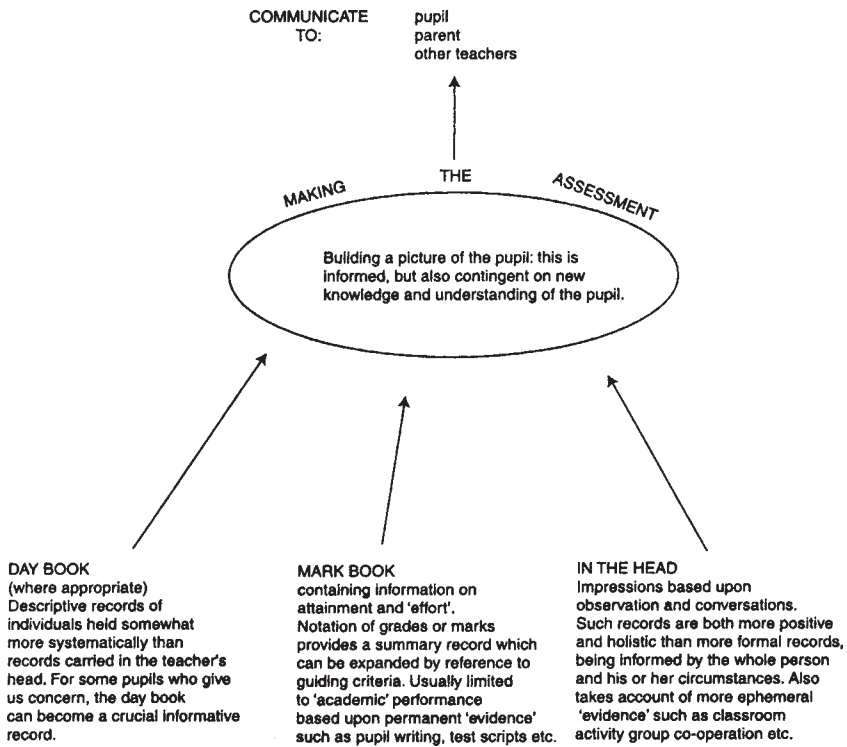 COMMUNICATE pupil
TO: parent
other teachers
MAKING THE ASSESSMENT
Building a picture of the pupil: this is
informed, but also contingent on new
knowledge and understanding of the pupil.
DAY BOOK
(where appropriate)
Descriptive records of
individuals held somewhat
more systematically than
records carried in the teacher's
head. For some pupils who give
us concern, the day book
can become a crucial informative
record.
MARK BOOK
containing information on
attainment and 'effort'.
Notation of grades or marks
provides a summary record which
can be expanded by reference to
guiding criteria. Usually limited
to 'academic' performance
based upon permanent 'evidence'
such as pupil writing, test scripts etc.
IN THE HEAD
Impressions based upon
observation and conversations.
Such records are both more positive
and holistic than more formal records,
being informed by the whole person
and his or her circumstances. Also
takes account of more ephemeral
'evidence' such as classroom
activity group co-operation etc.